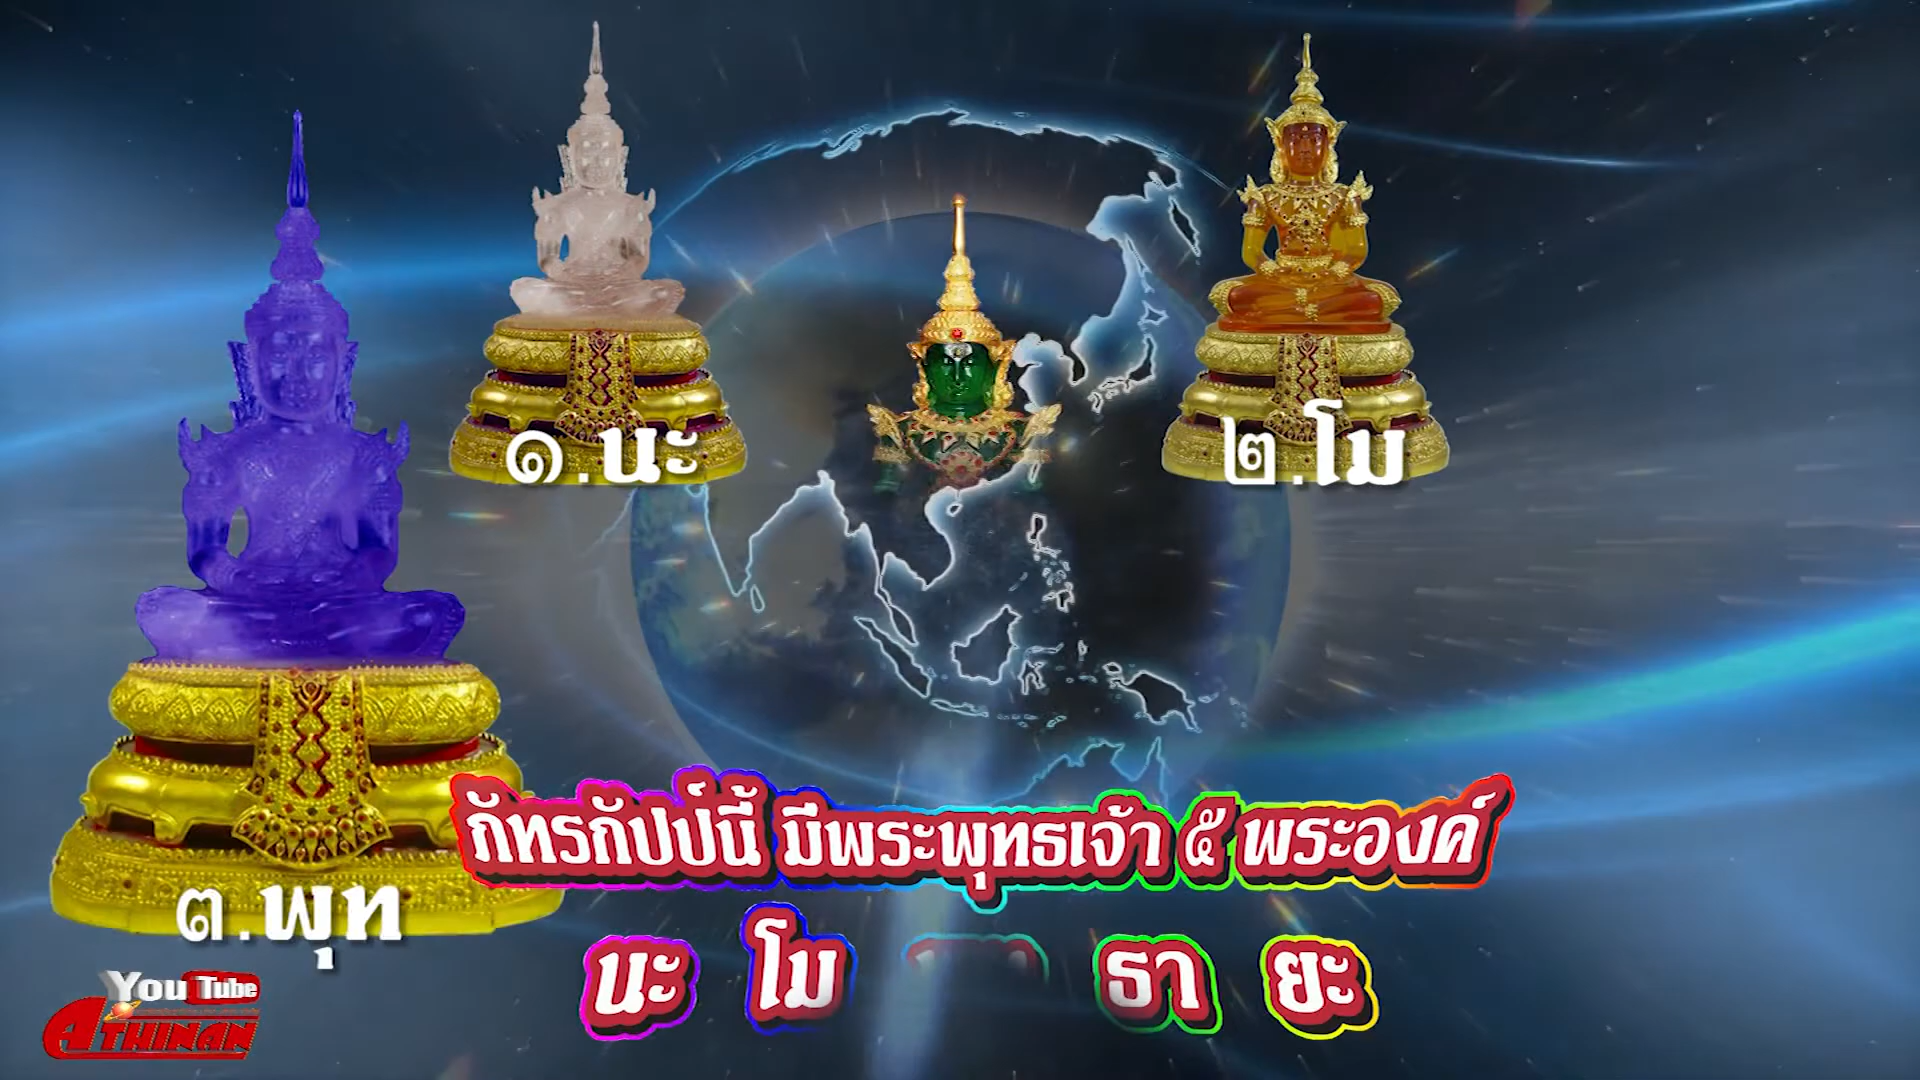 ๑.นะ
๒.โม
๓.พุท
ภัทรกัปป์นี้ มีพระพุทธเจ้า ๕ พระองค์
นะ โม ธา ยะ
You Tube
ATHINAN